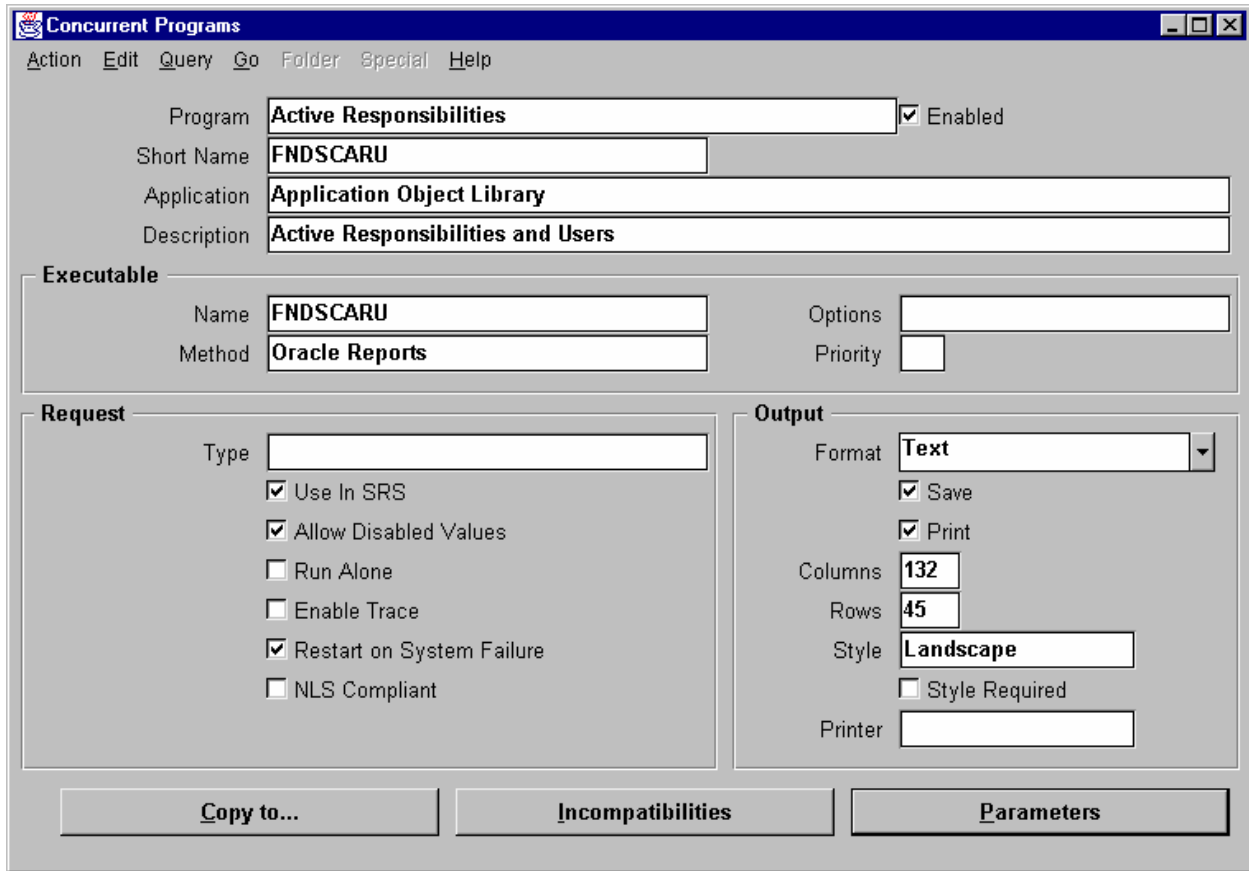 Concurrent Programs
Action Edit Query Go Folder Special Help
Program Active Responsibilities Enabled
Short Name FNDSCARU
Application Application Object Library
Description Active Responsibilities and Users
Executable
Name FNDSCARU Options
Method Oracle Reports Priority
Request
Type
Use In SRS
Allow Disabled Values
Run Alone
Enable Trace
Restart on System Failure
NLS Compliant
Output
Format Text
Save
Print
Columns 132
Rows 45
Style Landscape
Style Required
Printer
Copy to... Incompatibilities Parameters